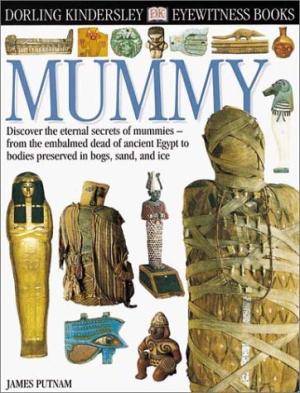 DORLING KINDERSLEY DK EYEWITNESS BOOKS
MUMMY
Discover the eternal secrets of mummies –
from the embalmed dead of ancient Egypt to
bodies preserved in bogs, sand, and ice
JAMES PUTNAM